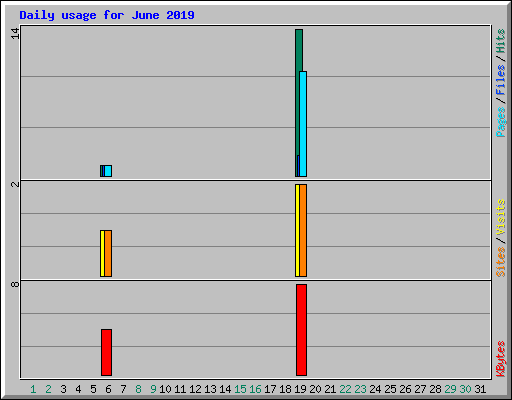 Daily usage for June 2019
14
2
8
Pages/Files/Hits
Sites/Visits
KBytes
1 2 3 4 5 6 7 8 9 10 11 12 13 14 15 16 17 18 19 20 21 22 23 24 25 26 27 28 29 30 31